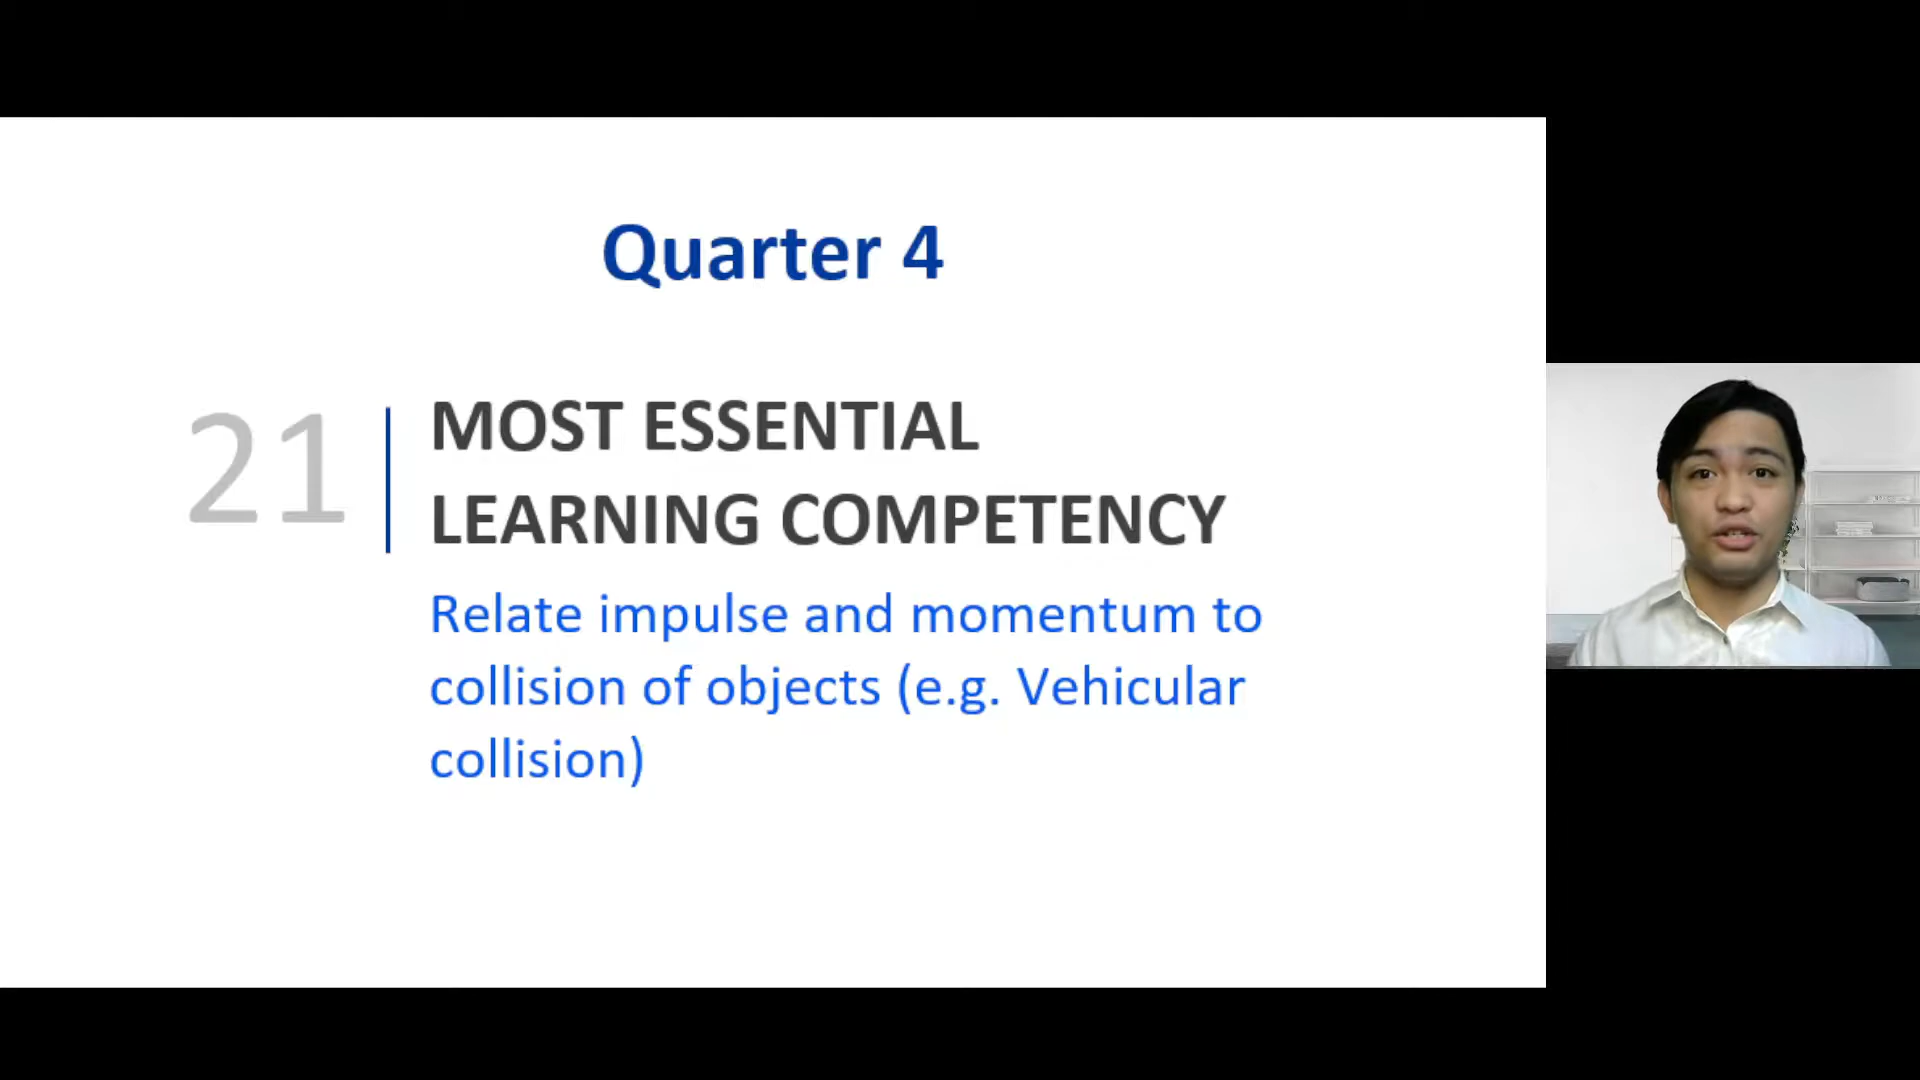 Quarter 4
21
MOST ESSENTIAL
LEARNING COMPETENCY
Relate impulse and momentum to
collision of objects (e.g. Vehicular
collision)